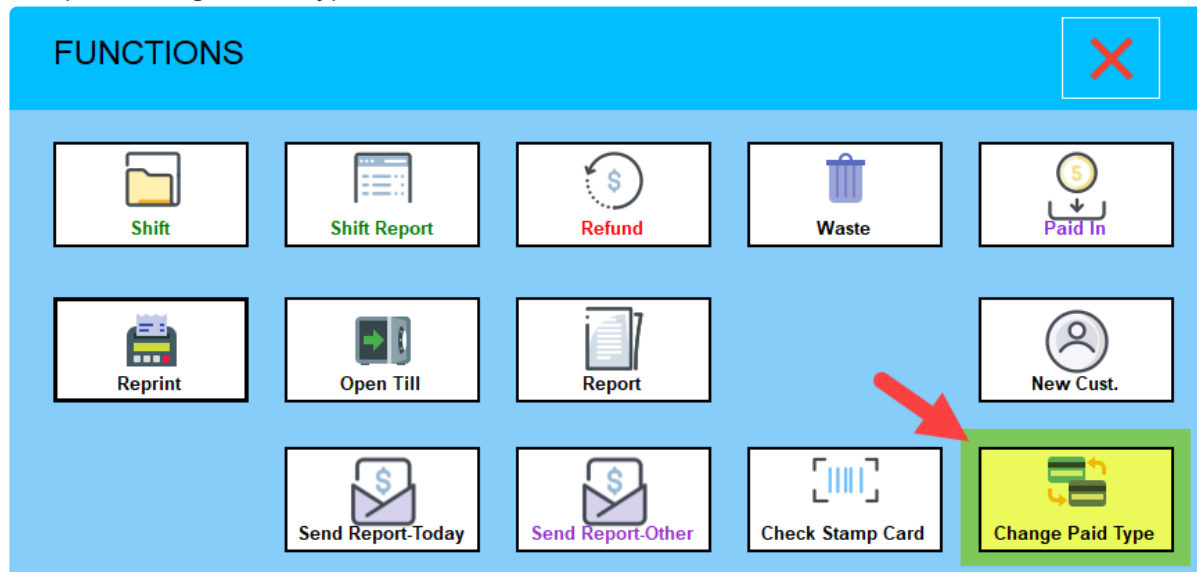 FUNCTIONS
Shift
Shift Report
Refund
Waste
Paid In
Reprint
Open Till
Report
New Cust.
Send Report-Today
Send Report-Other
Check Stamp Card
Change Paid Type